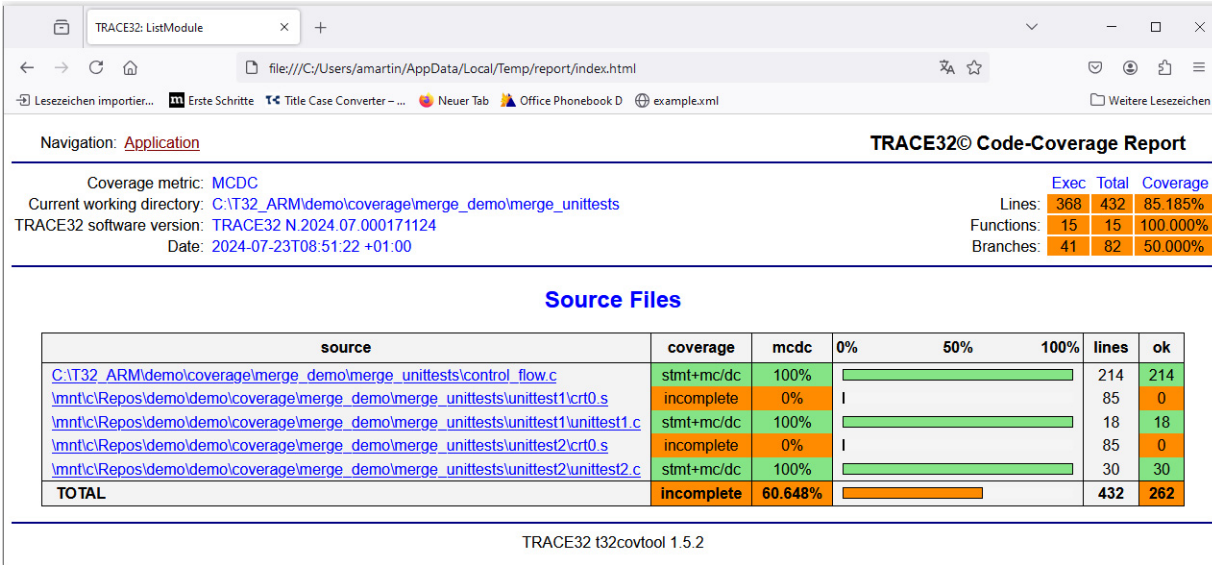 TRACE32: ListModule
file:///C:/Users/amartin/AppData/Local/Temp/report/index.html
Lesezeichen importier... Erste Schritte Title Case Converter – ... Neuer Tab Office Phonebook D example.xml Weitere Lesezeichen
Navigation: Application TRACE32© Code-Coverage Report
Coverage metric: MCDC Exec Total Coverage
Current working directory: C:\T32_ARM\demo\coverage\merge_demo\merge_unittests Lines: 368 432 85.185%
TRACE32 software version: TRACE32 N.2024.07.000171124 Functions: 15 15 100.000%
Date: 2024-07-23T08:51:22 +01:00 Branches: 41 82 50.000%
Source Files
source coverage mcdc 0% 50% 100% lines ok
C:\T32_ARM\demo\coverage\merge_demo\merge_unittests\control_flow.c stmt+mc/dc 100% 214 214
\mnt\c\Repos\demo\demo\coverage\merge_demo\merge_unittests\unittest1\crt0.s incomplete 0% 85 0
\mnt\c\Repos\demo\demo\coverage\merge_demo\merge_unittests\unittest1\unittest1.c stmt+mc/dc 100% 18 18
\mnt\c\Repos\demo\demo\coverage\merge_demo\merge_unittests\unittest2\crt0.s incomplete 0% 85 0
\mnt\c\Repos\demo\demo\coverage\merge_demo\merge_unittests\unittest2\unittest2.c stmt+mc/dc 100% 30 30
TOTAL incomplete 60.648% 432 262
TRACE32 t32covtool 1.5.2